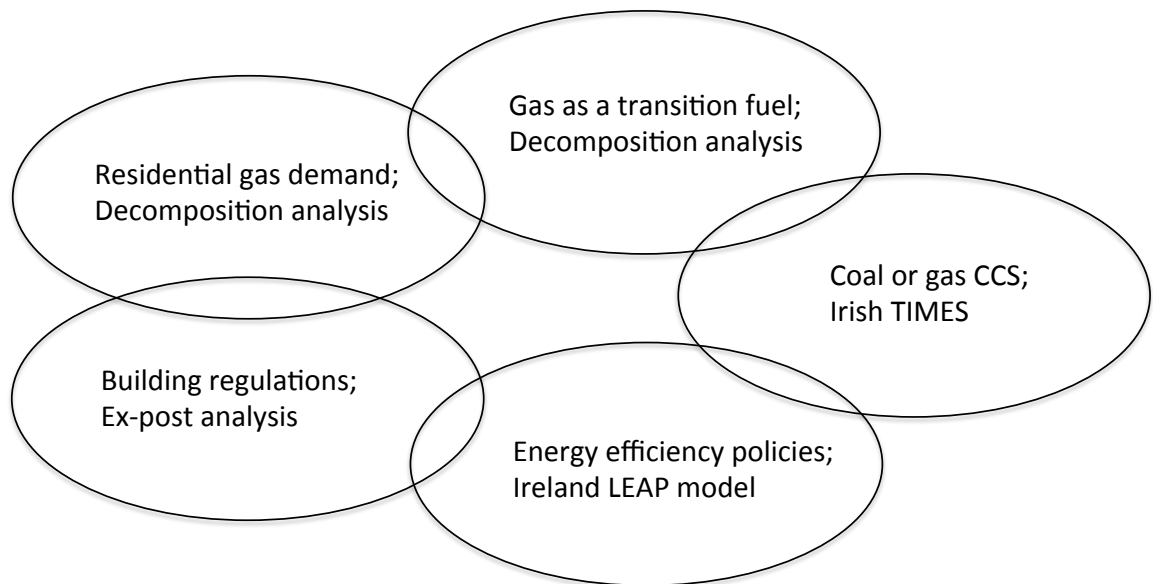 Gas as a transition fuel;
Decomposition analysis
Residential gas demand;
Decomposition analysis
Coal or gas CCS;
Irish TIMES
Building regulations;
Ex-post analysis
Energy efficiency policies;
Ireland LEAP model